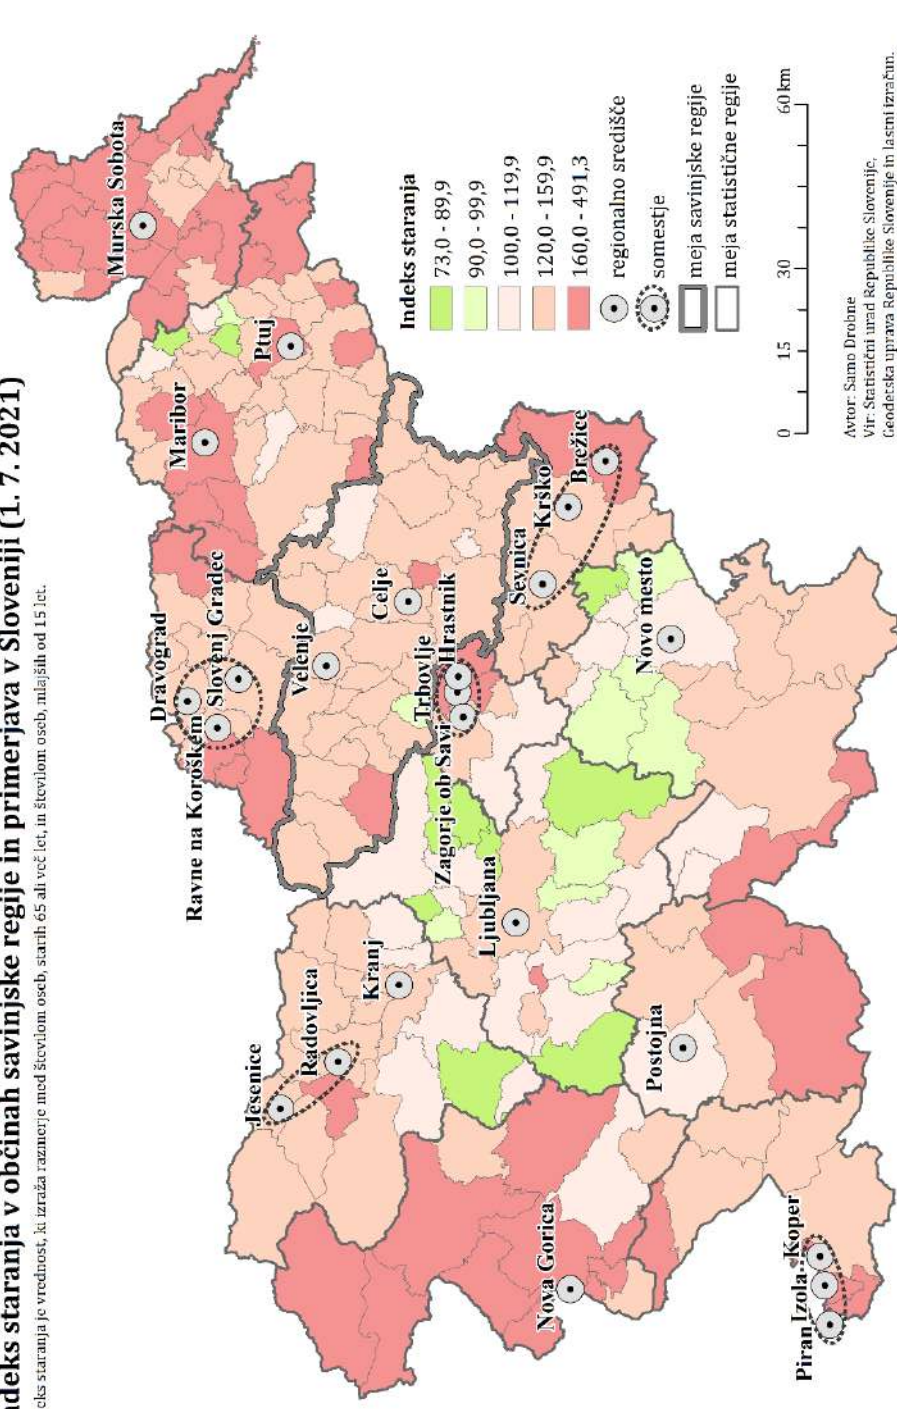 ndeks staranja v občinah savinjske regije in primerjava v Sloveniji (1. 7. 2021)
eks staranja je vrednost, ki izraža razmerje med številom oseb, starih 65 ali več let, in številom oseb, mlajših od 15 let.
Murska Sobota
Maribor
Ptuj
Dravograd
Slovenj Gradec
Ravne na Koroškem
Velenje
Celje
Trbovlje
Hrastnik
Zagorje ob Savi
Sevnica
Krško
Brežice
Jesenice
Radovljica
Kranj
Ljubljana
Novo mesto
Postojna
Nova Gorica
Piran
Izola
Koper
Indeks staranja
73,0 - 89,9
90,0 - 99,9
100,0 - 119,9
120,0 - 159,9
160,0 - 491,3
regionalno središče
somestje
meja savinjske regije
meja statistične regije
0 15 30 60 km
Avtor: Samo Drobne
Vir: Statistični urad Republike Slovenije,
Geodetska uprava Republike Slovenije in lastni izračun.